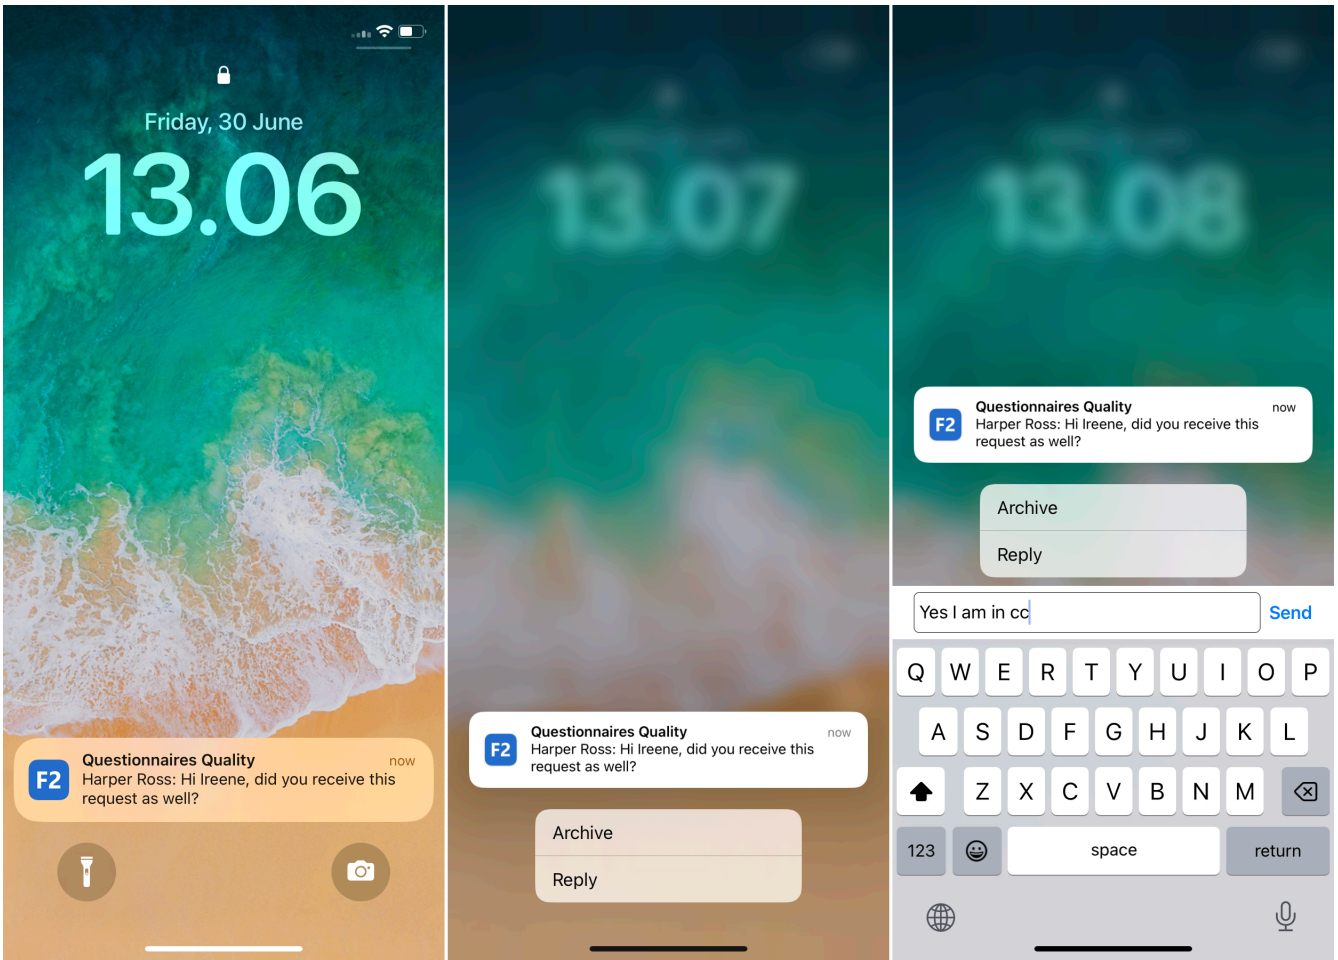 Friday, 30 June
13.06
F2
Questionnaires Quality
now
Harper Ross: Hi Ireene, did you receive this
request as well?
13.07
F2
Questionnaires Quality
now
Harper Ross: Hi Ireene, did you receive this
request as well?
Archive
Reply
13.08
F2
Questionnaires Quality
now
Harper Ross: Hi Ireene, did you receive this
request as well?
Archive
Reply
Yes I am in cc
Send
Q W E R T Y U I O P
A S D F G H J K L
Z X C V B N M
123
space
return